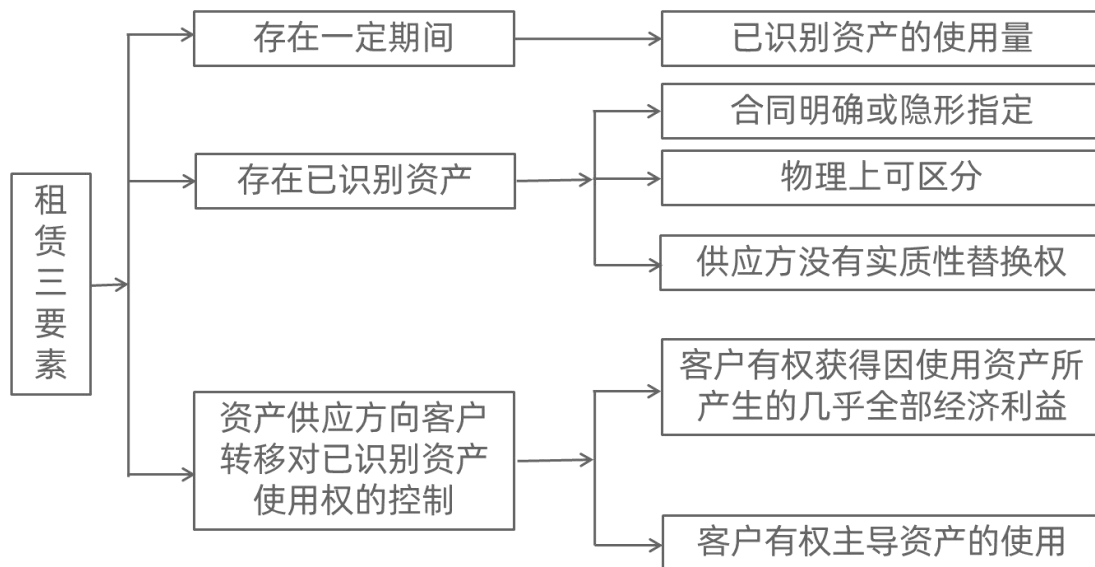 租赁三要素
存在一定期间
已识别资产的使用量
存在已识别资产
合同明确或隐形指定
物理上可区分
供应方没有实质性替换权
资产供应方向客户
转移对已识别资产
使用权的控制
客户有权获得因使用资产所
产生的几乎全部经济利益
客户有权主导资产的使用